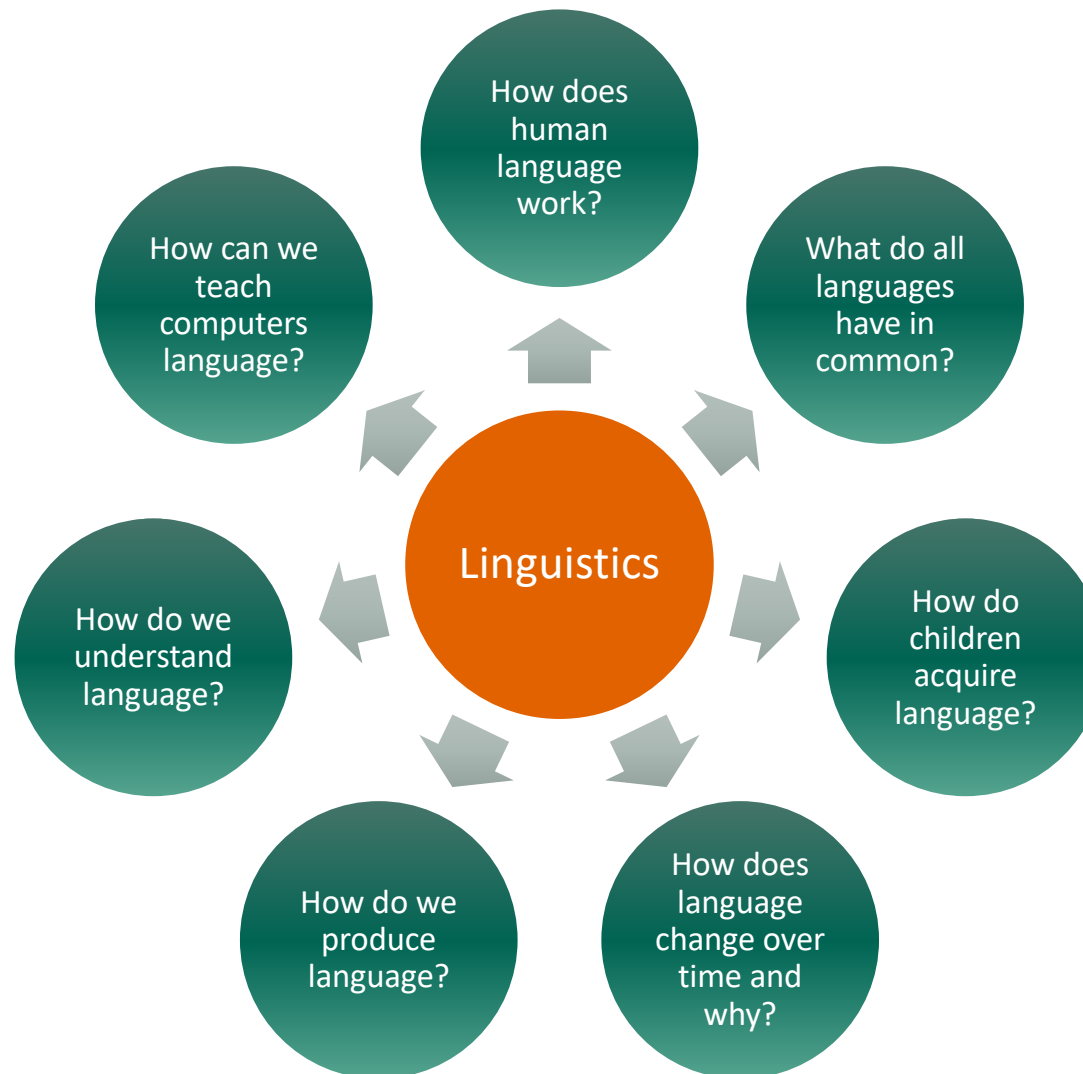 How does
human
language
work?
What do all
languages
have in
common?
How do
children
acquire
language?
How does
language
change over
time and
why?
How do we
produce
language?
How do we
understand
language?
How can we
teach
computers
language?
Linguistics